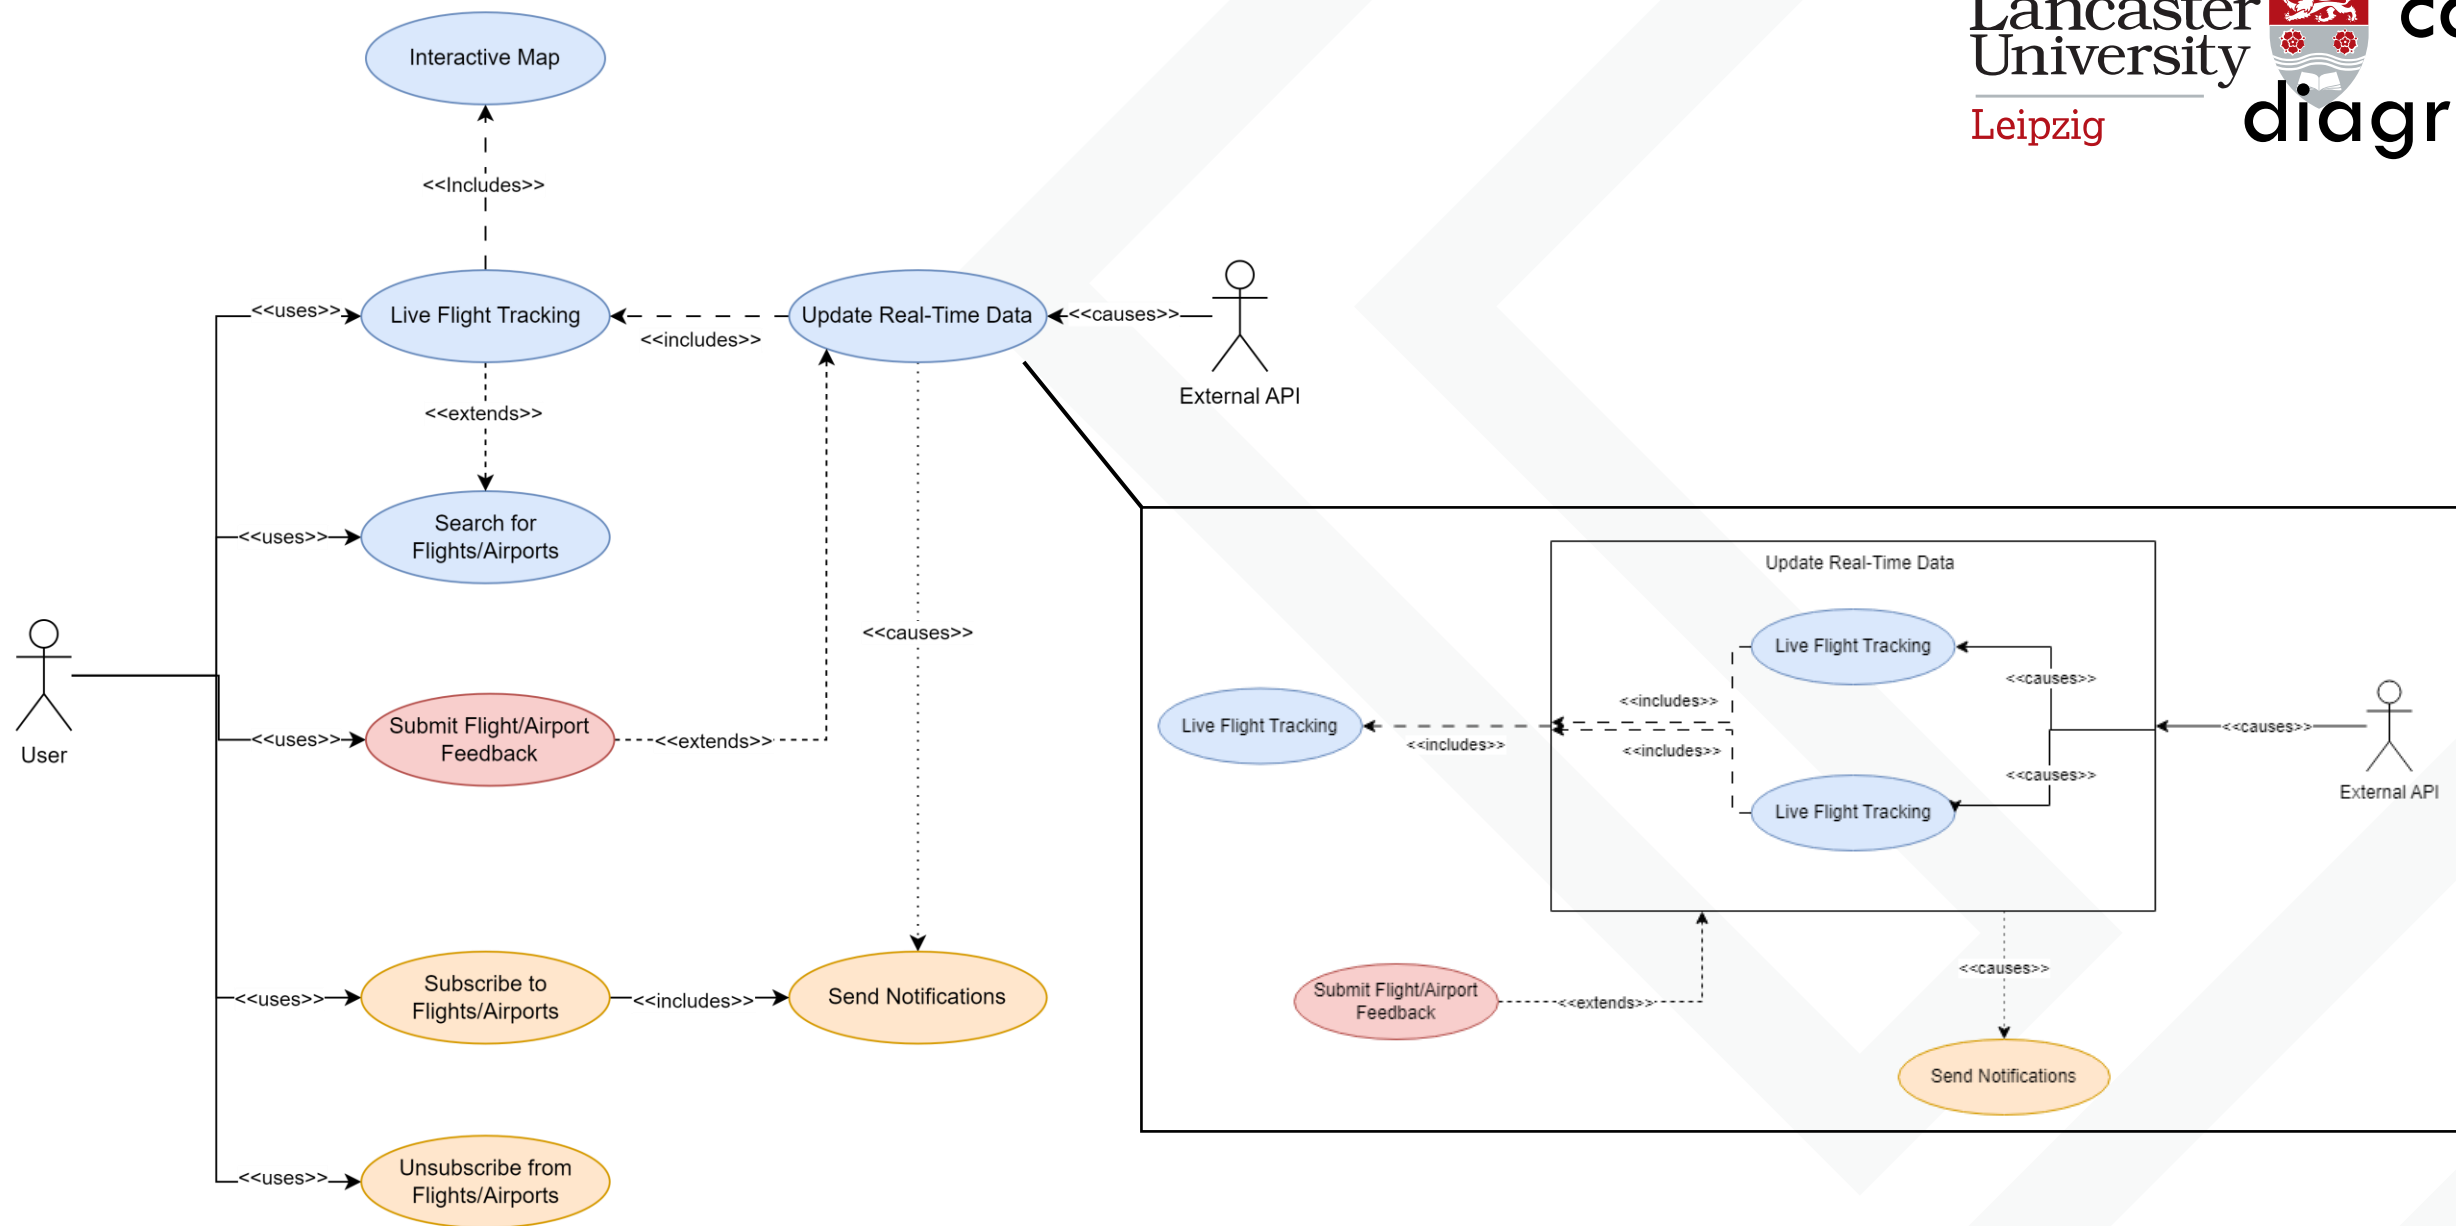 Lancaster
University
Leipzig
diagr
Interactive Map
<<Includes>>
<<uses>>
Live Flight Tracking
<<includes>>
Update Real-Time Data
<<causes>>
External API
<<extends>>
<<uses>>
Search for
Flights/Airports
<<causes>>
User
<<uses>>
Submit Flight/Airport
Feedback
<<extends>>
<<uses>>
Subscribe to
Flights/Airports
<<includes>>
Send Notifications
<<uses>>
Unsubscribe from
Flights/Airports
Update Real-Time Data
Live Flight Tracking
<<causes>>
<<includes>>
Live Flight Tracking
<<includes>>
<<includes>>
<<causes>>
<<causes>>
External API
Live Flight Tracking
Submit Flight/Airport
Feedback
<<extends>>
<<causes>>
Send Notifications